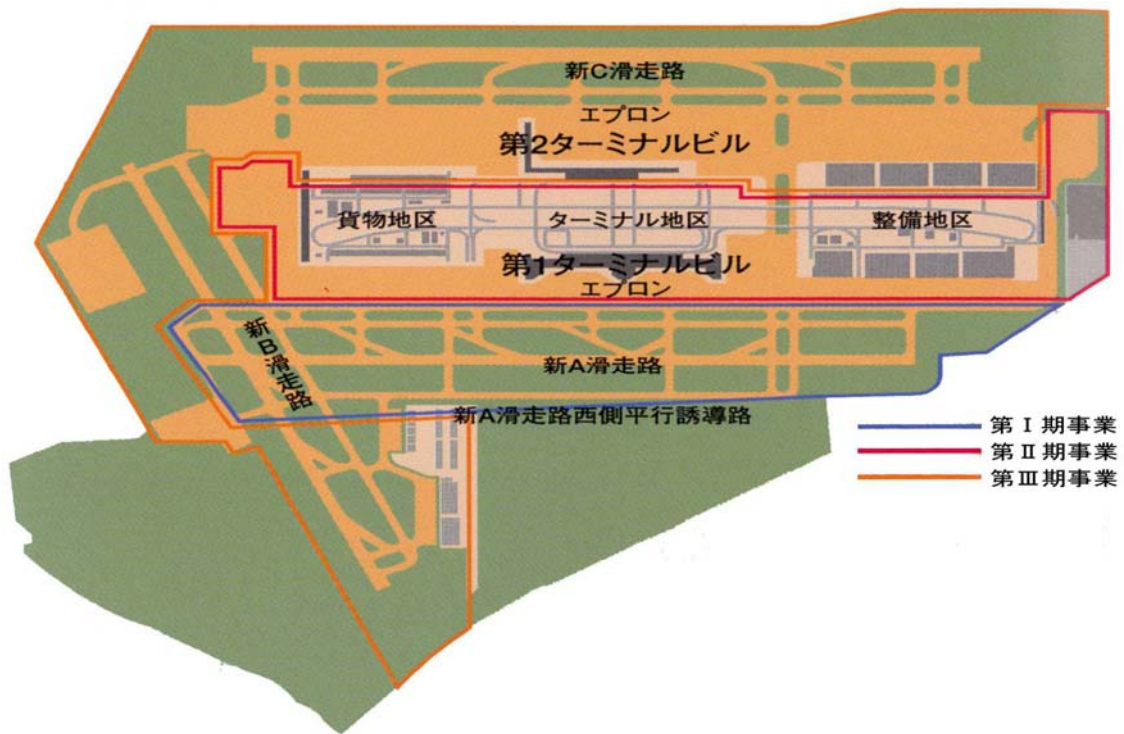 新C滑走路
エプロン
第2ターミナルビル
貨物地区
ターミナル地区
整備地区
第1ターミナルビル
エプロン
新B滑走路
新A滑走路
新A滑走路西側平行誘導路
第Ⅰ期事業
第Ⅱ期事業
第Ⅲ期事業